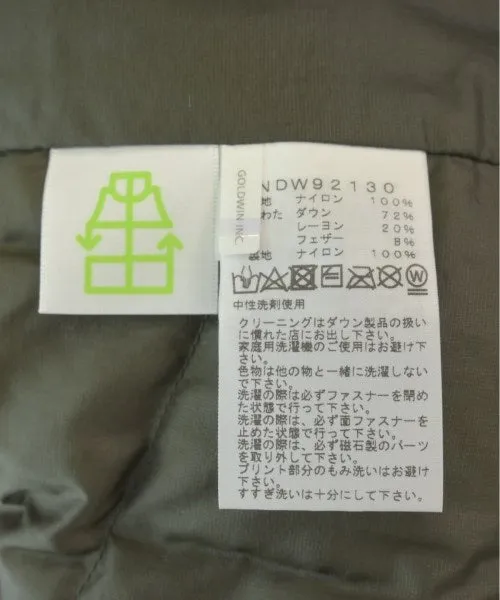 GOLDWIN INC
NDW92130
地 ナイロン 100%
わた ダウン 72%
レーヨン 20%
フェザー 8%
裏地 ナイロン 100%
W
中性洗剤使用
クリーニングはダウン製品の扱い
に慣れた店にお出し下さい。
家庭用洗濯機のご使用はお避け下
さい。
色物は他の物と一緒に洗濯しない
で下さい。
洗濯の際は必ずファスナーを閉め
た状態で行って下さい。
洗濯の際は、必ず面ファスナーを
止めた状態で行って下さい。
洗濯の際は、必ず磁石製のパーツ
を取り外して下さい。
プリント部分のもみ洗いはお避け
下さい。
すすぎ洗いは十分にして下さい。